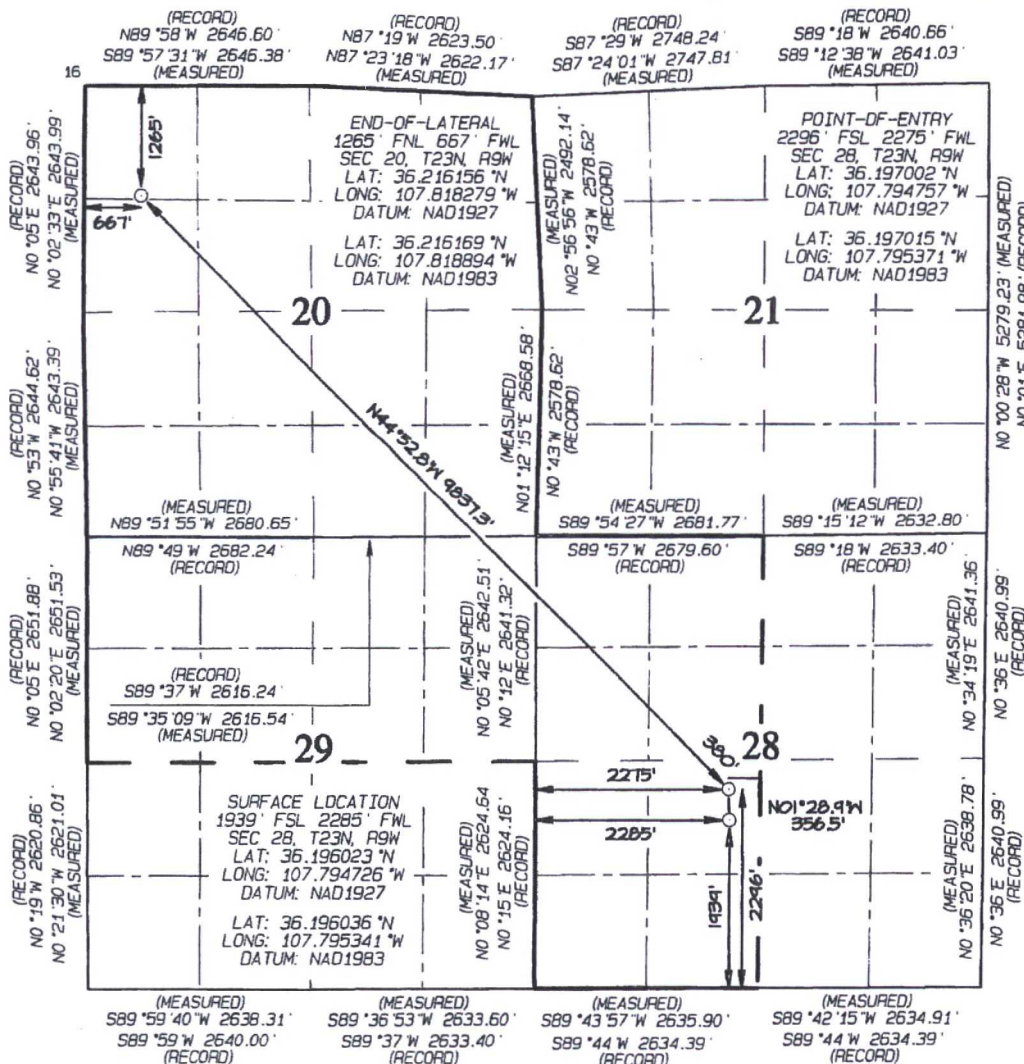 (RECORD)
N89°58'W 2646.60'
S89°57'31"W 2646.38'
(MEASURED)
(RECORD)
N87°19'W 2623.50'
N87°23'18"W 2622.17'
(MEASURED)
(RECORD)
S87°29'W 2748.24'
S87°24'01"W 2747.81'
(MEASURED)
(RECORD)
S89°18'W 2640.66'
S89°12'38"W 2641.03'
(MEASURED)
16
1265'
667'
END-OF-LATERAL
1265' FNL 667' FWL
SEC 20, T23N, R9W
LAT: 36.216156°N
LONG: 107.818279°W
DATUM: NAD1927
LAT: 36.216169°N
LONG: 107.818894°W
DATUM: NAD1983
POINT-OF-ENTRY
2296' FSL 2275' FWL
SEC 28, T23N, R9W
LAT: 36.197002°N
LONG: 107.794757°W
DATUM: NAD1927
LAT: 36.197015°N
LONG: 107.795371°W
DATUM: NAD1983
(RECORD)
N0°05'E 2643.96'
N0°02'33"E 2643.99'
(MEASURED)
(MEASURED)
N02°56'56"W 2492.14'
N0°43'W 2578.62'
N0°00'28"W 5279.23' (MEASURED)
N0°01'E 5281.08' (RECORD)
20
21
(RECORD)
N0°53'W 2644.62'
N0°55'41"W 2643.39'
(MEASURED)
N44°52.8'W 9837.3'
(MEASURED)
N01°12'15"E 2668.58'
N0°43'W 2578.62'
(RECORD)
(MEASURED)
N89°51'55"W 2680.65'
N89°49'W 2682.24'
(RECORD)
(MEASURED)
S89°54'27"W 2681.77'
S89°57'W 2679.60'
(RECORD)
(MEASURED)
S89°15'12"W 2632.80'
S89°18'W 2633.40'
(RECORD)
(RECORD)
N0°05'E 2651.88'
N0°02'20"E 2651.53'
(MEASURED)
(RECORD)
S89°37'W 2616.24'
S89°35'09"W 2616.54'
(MEASURED)
(MEASURED)
N0°05'42"E 2642.51'
N0°12'E 2641.32'
(RECORD)
(MEASURED)
N0°34'19"E 2641.36'
N0°36'E 2640.99'
(RECORD)
29
28
380'
2275'
2285'
N01°28.9'W
356.5'
1939'
2296'
(RECORD)
N0°19'W 2620.86'
N0°21'30"W 2621.01'
(MEASURED)
SURFACE LOCATION
1939' FSL 2285' FWL
SEC 28, T23N, R9W
LAT: 36.196023°N
LONG: 107.794726°W
DATUM: NAD1927
LAT: 36.196036°N
LONG: 107.795341°W
DATUM: NAD1983
(MEASURED)
N0°08'14"E 2624.64
N0°15'E 2624.16'
(RECORD)
(MEASURED)
N0°36'20"E 2638.78'
N0°36'E 2640.99'
(RECORD)
(MEASURED)
S89°59'40"W 2638.31'
S89°59'W 2640.00'
(RECORD)
(MEASURED)
S89°36'53"W 2633.60'
S89°37'W 2633.40'
(RECORD)
(MEASURED)
S89°43'57"W 2635.90'
S89°44'W 2634.39'
(RECORD)
(MEASURED)
S89°42'15"W 2634.91'
S89°44'W 2634.39'
(RECORD)